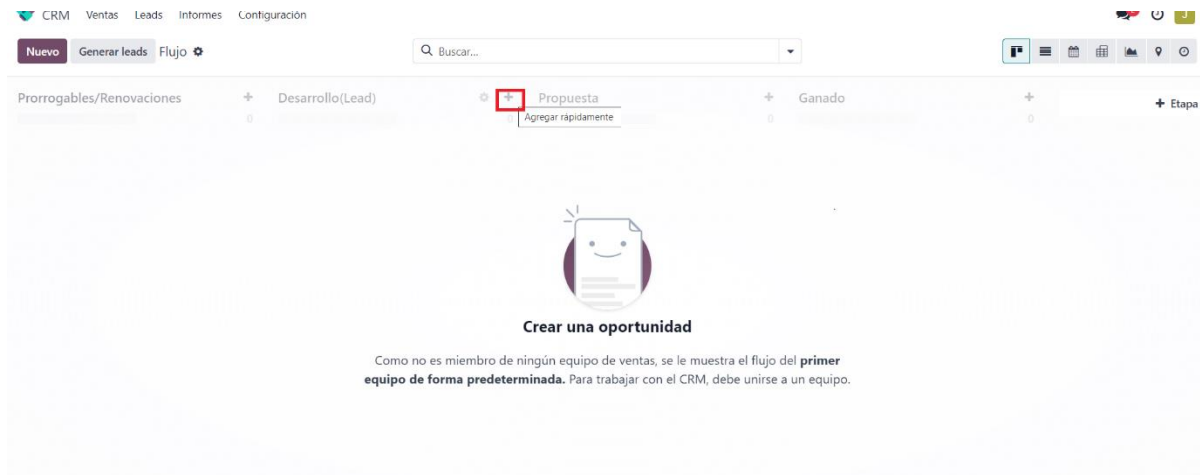 CRM Ventas Leads Informes Configuración
J
Nuevo Generar leads Flujo Buscar...
Prorrogables/Renovaciones + Desarrollo(Lead) + Propuesta + Ganado + + Etapa
0 0 0 0
Agregar rápidamente
Crear una oportunidad
Como no es miembro de ningún equipo de ventas, se le muestra el flujo del primer
equipo de forma predeterminada. Para trabajar con el CRM, debe unirse a un equipo.